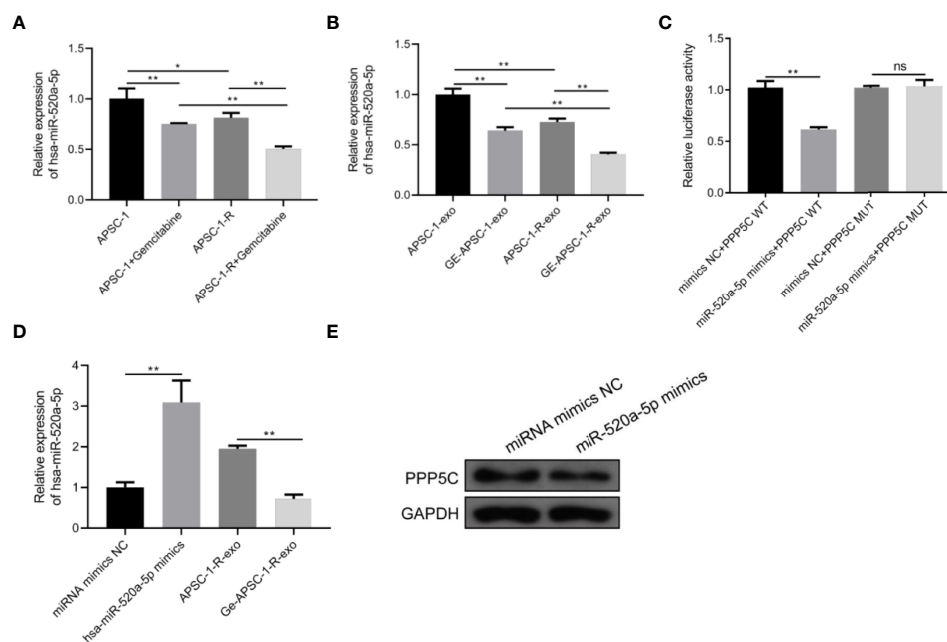 A
Relative expression
of hsa-miR-520a-5p
1.5
1.0
0.5
0.0
*
**
**
**
APSC-1
APSC-1+Gemcitabine
APSC-1-R
APSC-1-R+Gemcitabine
B
Relative expression
of hsa-miR-520a-5p
1.5
1.0
0.5
0.0
**
**
**
**
APSC-1-exo
GE-APSC-1-exo
APSC-1-R-exo
GE-APSC-1-R-exo
C
Relative luciferase activity
1.5
1.0
0.5
0.0
**
ns
mimics NC+PPP5C WT
miR-520a-5p mimics+PPP5C WT
mimics NC+PPP5C MUT
miR-520a-5p mimics+PPP5C MUT
D
Relative expression
of hsa-miR-520a-5p
4
3
2
1
0
**
**
miRNA mimics NC
hsa-miR-520a-5p mimics
APSC-1-R-exo
Ge-APSC-1-R-exo
E
miRNA mimics NC
miR-520a-5p mimics
PPP5C
GAPDH